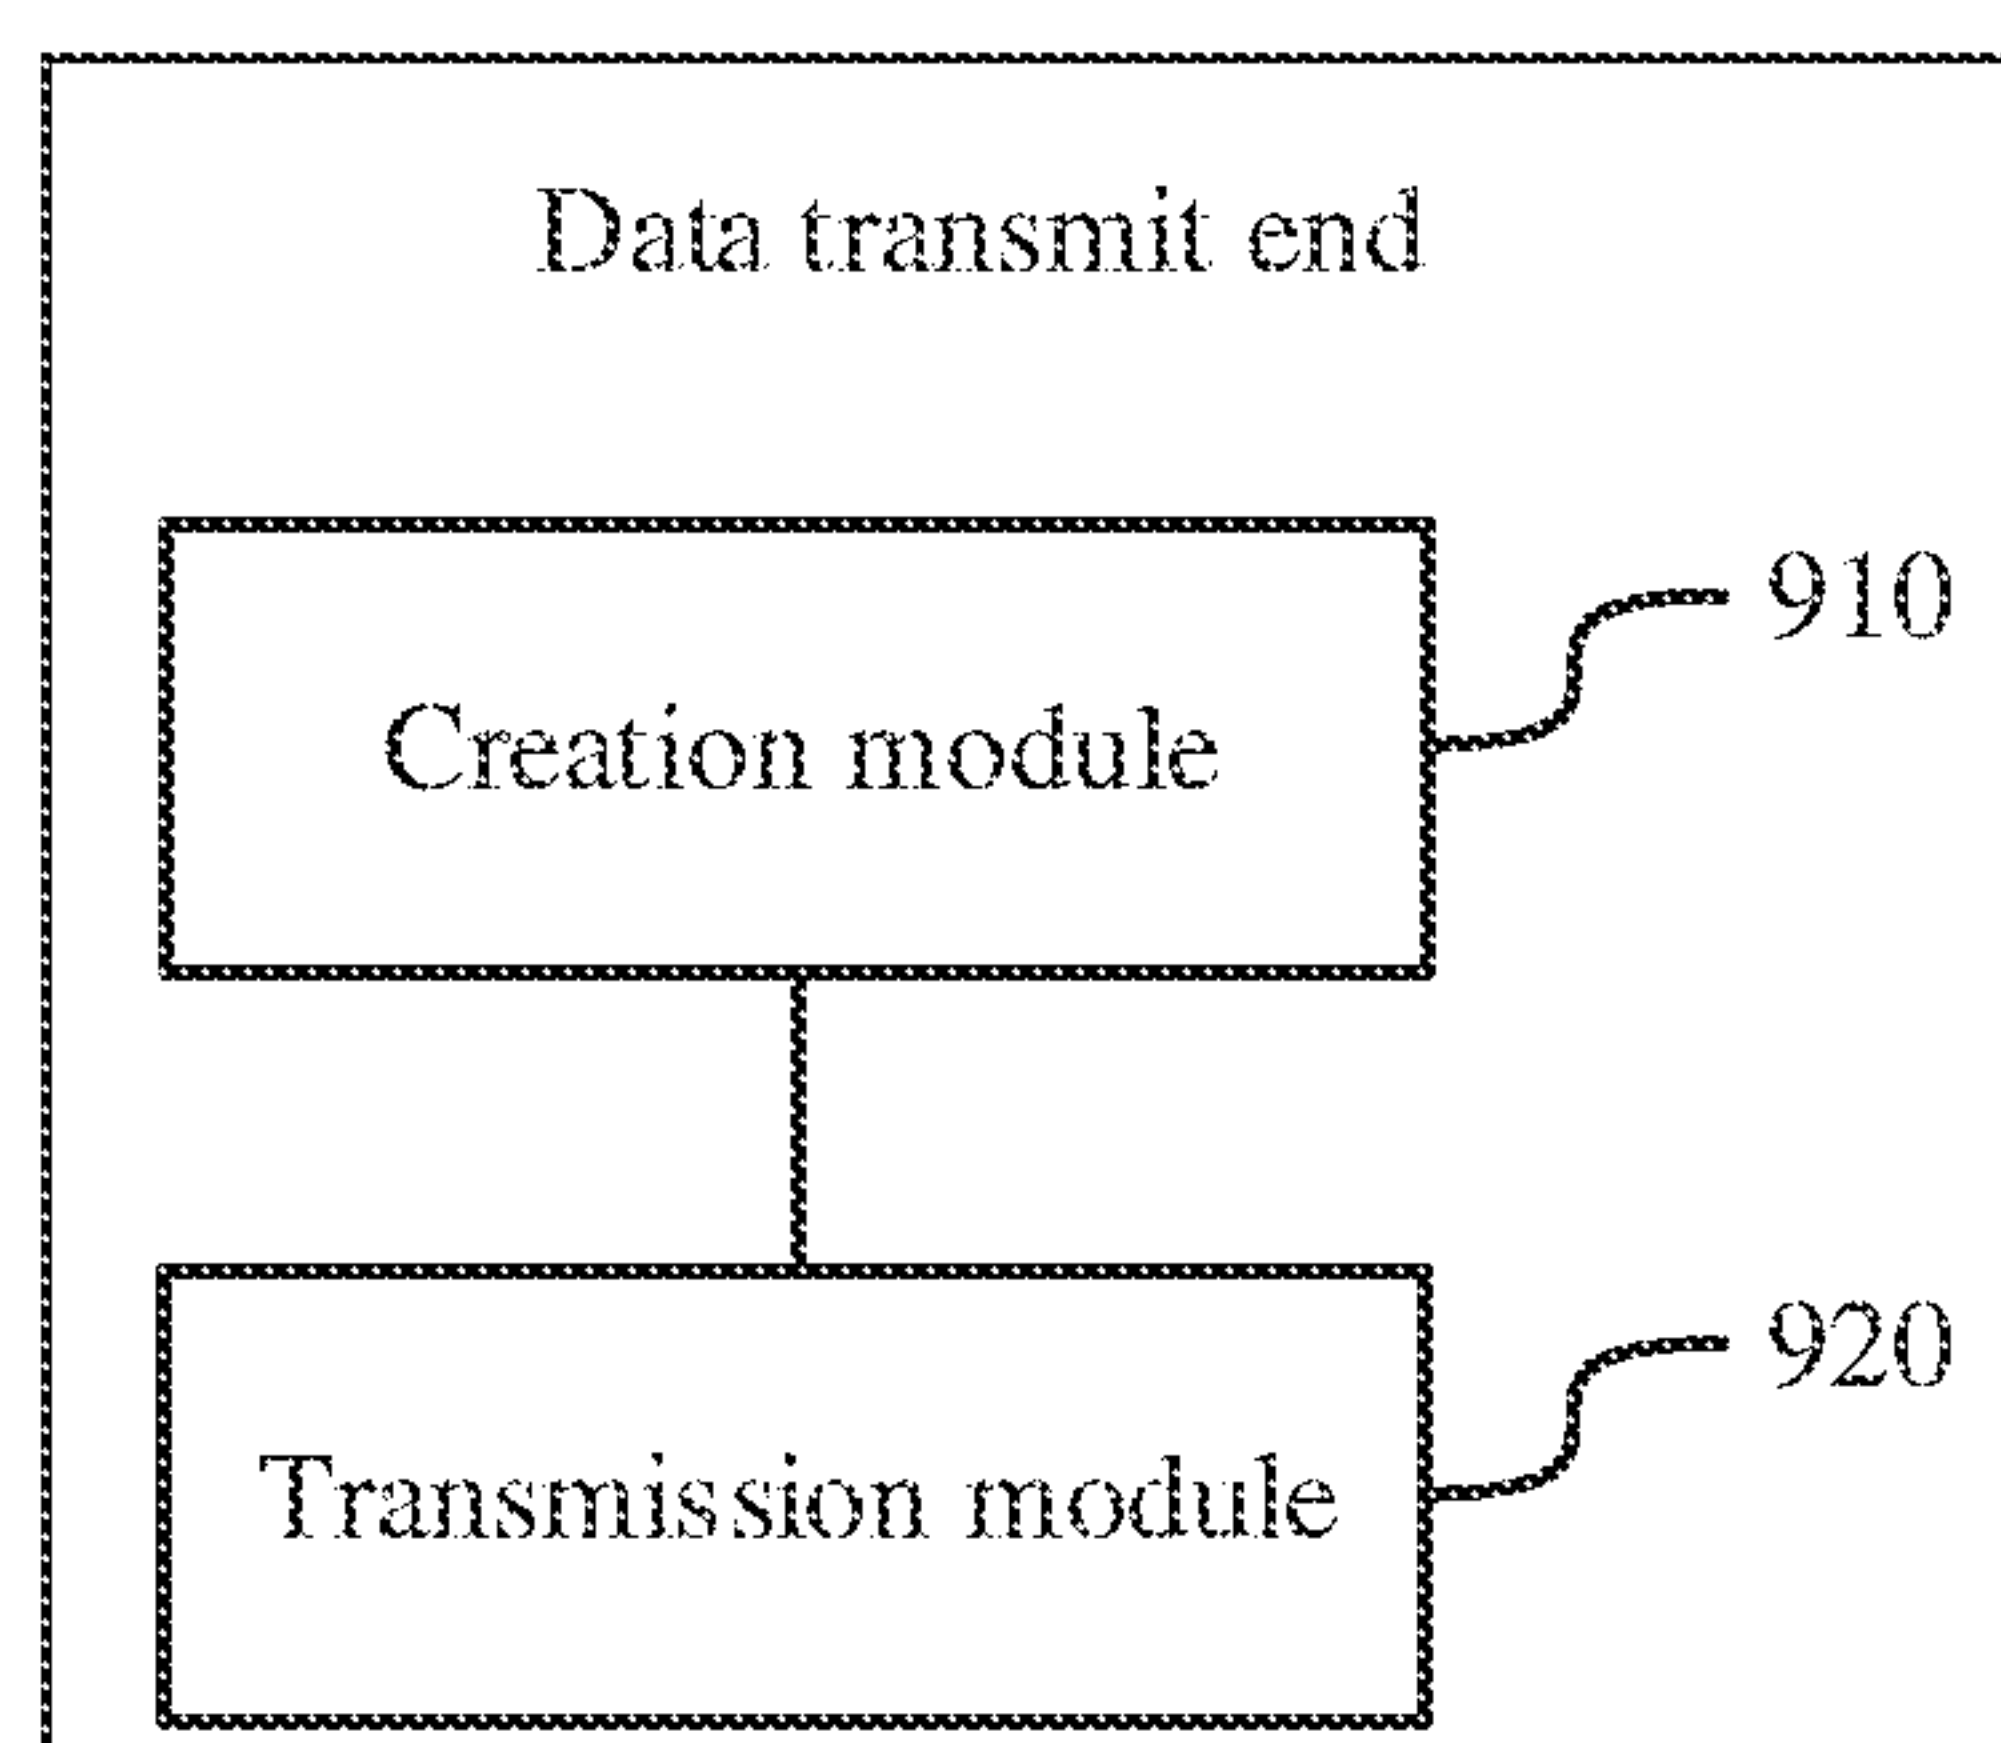 Data transmit end
910
Creation module
920
Transmission module